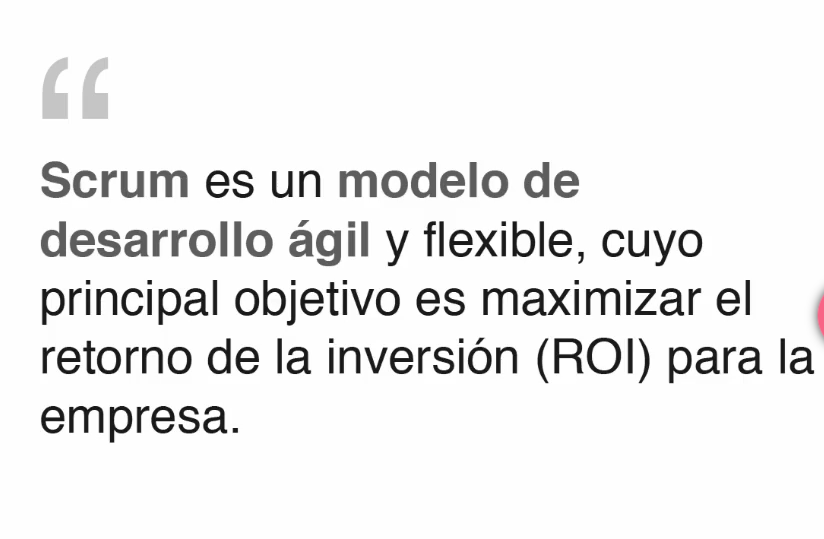 “
Scrum es un modelo de
desarrollo ágil y flexible, cuyo
principal objetivo es maximizar el
retorno de la inversión (ROI) para la
empresa.